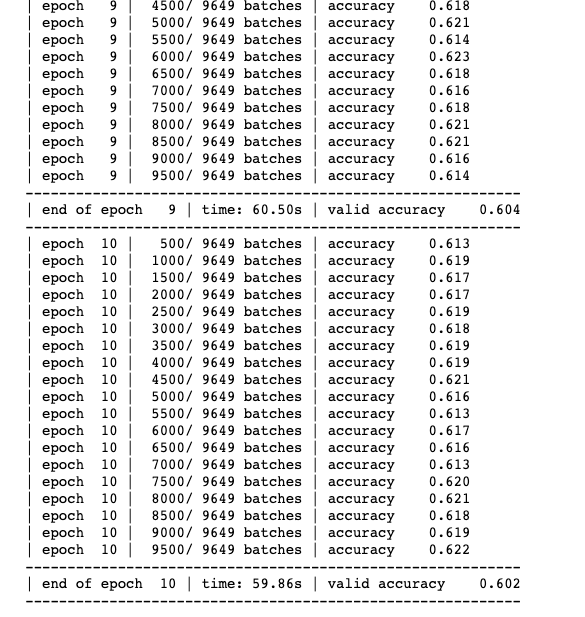 | epoch   9 |  4500/ 9649 batches | accuracy    0.618
| epoch   9 |  5000/ 9649 batches | accuracy    0.621
| epoch   9 |  5500/ 9649 batches | accuracy    0.614
| epoch   9 |  6000/ 9649 batches | accuracy    0.623
| epoch   9 |  6500/ 9649 batches | accuracy    0.618
| epoch   9 |  7000/ 9649 batches | accuracy    0.616
| epoch   9 |  7500/ 9649 batches | accuracy    0.618
| epoch   9 |  8000/ 9649 batches | accuracy    0.621
| epoch   9 |  8500/ 9649 batches | accuracy    0.621
| epoch   9 |  9000/ 9649 batches | accuracy    0.616
| epoch   9 |  9500/ 9649 batches | accuracy    0.614
-----------------------------------------------------------
| end of epoch   9 | time: 60.50s | valid accuracy    0.604
-----------------------------------------------------------
| epoch  10 |   500/ 9649 batches | accuracy    0.613
| epoch  10 |  1000/ 9649 batches | accuracy    0.619
| epoch  10 |  1500/ 9649 batches | accuracy    0.617
| epoch  10 |  2000/ 9649 batches | accuracy    0.617
| epoch  10 |  2500/ 9649 batches | accuracy    0.619
| epoch  10 |  3000/ 9649 batches | accuracy    0.618
| epoch  10 |  3500/ 9649 batches | accuracy    0.619
| epoch  10 |  4000/ 9649 batches | accuracy    0.619
| epoch  10 |  4500/ 9649 batches | accuracy    0.621
| epoch  10 |  5000/ 9649 batches | accuracy    0.616
| epoch  10 |  5500/ 9649 batches | accuracy    0.613
| epoch  10 |  6000/ 9649 batches | accuracy    0.617
| epoch  10 |  6500/ 9649 batches | accuracy    0.616
| epoch  10 |  7000/ 9649 batches | accuracy    0.613
| epoch  10 |  7500/ 9649 batches | accuracy    0.620
| epoch  10 |  8000/ 9649 batches | accuracy    0.621
| epoch  10 |  8500/ 9649 batches | accuracy    0.618
| epoch  10 |  9000/ 9649 batches | accuracy    0.619
| epoch  10 |  9500/ 9649 batches | accuracy    0.622
-----------------------------------------------------------
| end of epoch  10 | time: 59.86s | valid accuracy    0.602
-----------------------------------------------------------